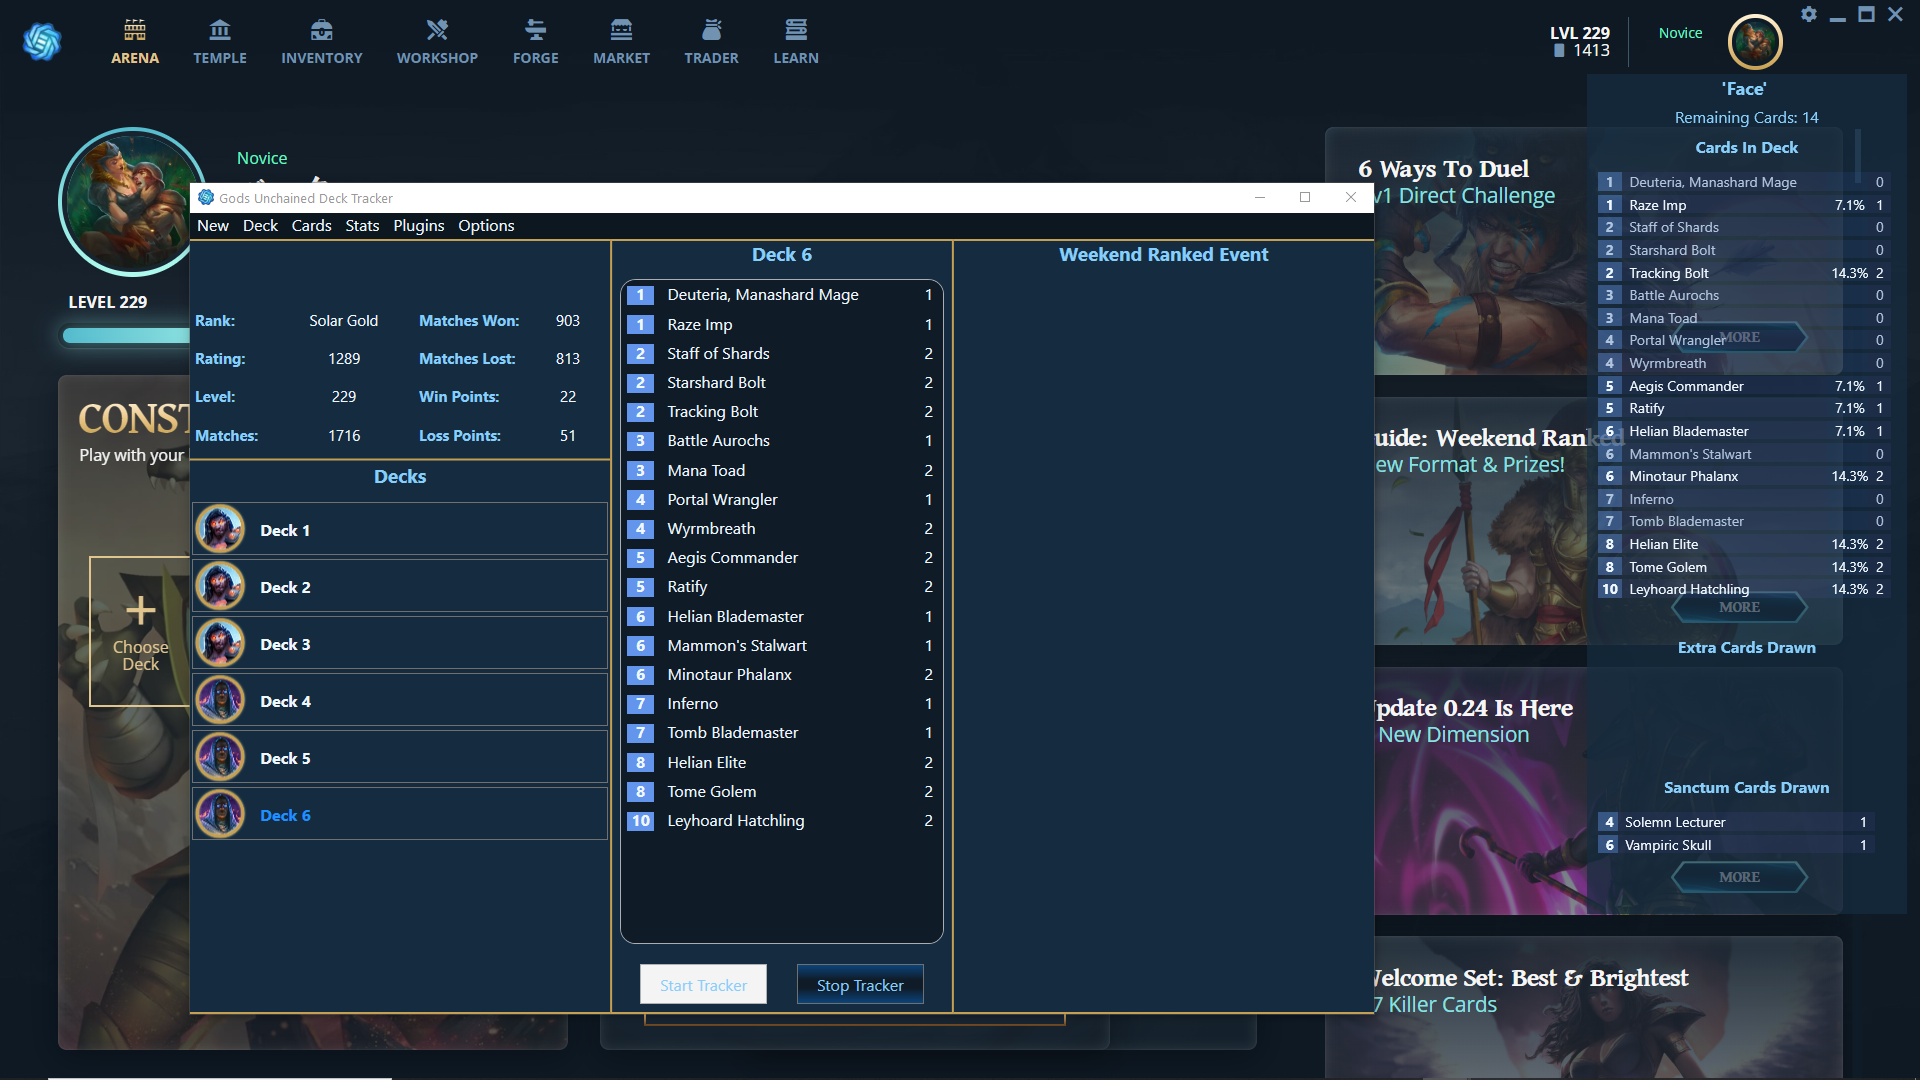 ARENA
TEMPLE
INVENTORY
WORKSHOP
FORGE
MARKET
TRADER
LEARN
LVL 229
1413
Novice
Novice
LEVEL 229
CONST
Play with your
Choose
Deck
Gods Unchained Deck Tracker
New Deck Cards Stats Plugins Options
Rank: Solar Gold Matches Won: 903
Rating: 1289 Matches Lost: 813
Level: 229 Win Points: 22
Matches: 1716 Loss Points: 51
Decks
Deck 1
Deck 2
Deck 3
Deck 4
Deck 5
Deck 6
Deck 6
1 Deuteria, Manashard Mage 1
1 Raze Imp 1
2 Staff of Shards 2
2 Starshard Bolt 2
2 Tracking Bolt 2
3 Battle Aurochs 1
3 Mana Toad 2
4 Portal Wrangler 1
4 Wyrmbreath 2
5 Aegis Commander 2
5 Ratify 2
6 Helian Blademaster 1
6 Mammon's Stalwart 1
6 Minotaur Phalanx 2
7 Inferno 1
7 Tomb Blademaster 1
8 Helian Elite 2
8 Tome Golem 2
10 Leyhoard Hatchling 2
Start Tracker
Stop Tracker
Weekend Ranked Event
6 Ways To Duel
v1 Direct Challenge
MORE
uide: Weekend Ranked
ew Format & Prizes!
MORE
pdate 0.24 Is Here
New Dimension
MORE
Welcome Set: Best & Brightest
7 Killer Cards
'Face'
Remaining Cards: 14
Cards In Deck
1 Deuteria, Manashard Mage 0
1 Raze Imp 7.1% 1
2 Staff of Shards 0
2 Starshard Bolt 0
2 Tracking Bolt 14.3% 2
3 Battle Aurochs 0
3 Mana Toad 0
4 Portal Wrangler 0
4 Wyrmbreath 0
5 Aegis Commander 7.1% 1
5 Ratify 7.1% 1
6 Helian Blademaster 7.1% 1
6 Mammon's Stalwart 0
6 Minotaur Phalanx 14.3% 2
7 Inferno 0
7 Tomb Blademaster 0
8 Helian Elite 14.3% 2
8 Tome Golem 14.3% 2
10 Leyhoard Hatchling 14.3% 2
Extra Cards Drawn
Sanctum Cards Drawn
4 Solemn Lecturer 1
6 Vampiric Skull 1